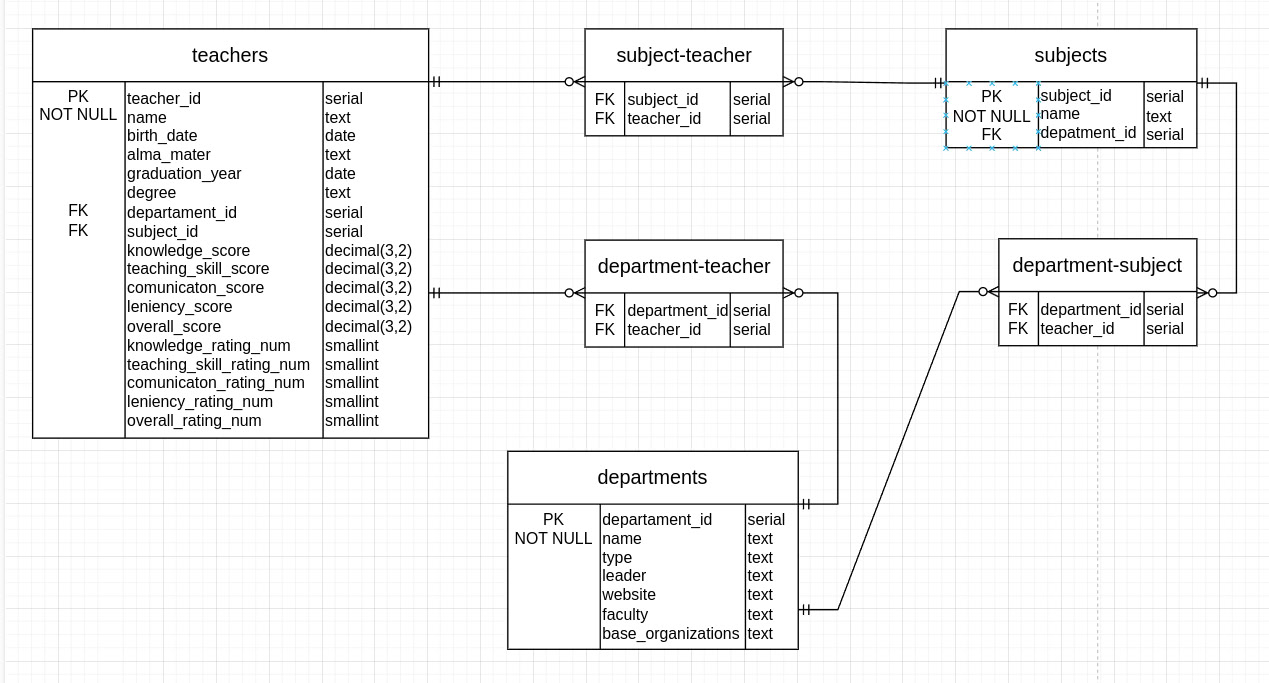 teachers
PK teacher_id serial
NOT NULL name text
birth_date date
alma_mater text
graduation_year date
degree text
FK departament_id serial
FK subject_id serial
knowledge_score decimal(3,2)
teaching_skill_score decimal(3,2)
comunicaton_score decimal(3,2)
leniency_score decimal(3,2)
overall_score decimal(3,2)
knowledge_rating_num smallint
teaching_skill_rating_num smallint
comunicaton_rating_num smallint
leniency_rating_num smallint
overall_rating_num smallint
subject-teacher
FK subject_id serial
FK teacher_id serial
subjects
PK subject_id serial
NOT NULL name text
FK depatment_id serial
department-teacher
FK department_id serial
FK teacher_id serial
department-subject
FK department_id serial
FK teacher_id serial
departments
PK departament_id serial
NOT NULL name text
type text
leader text
website text
faculty text
base_organizations text